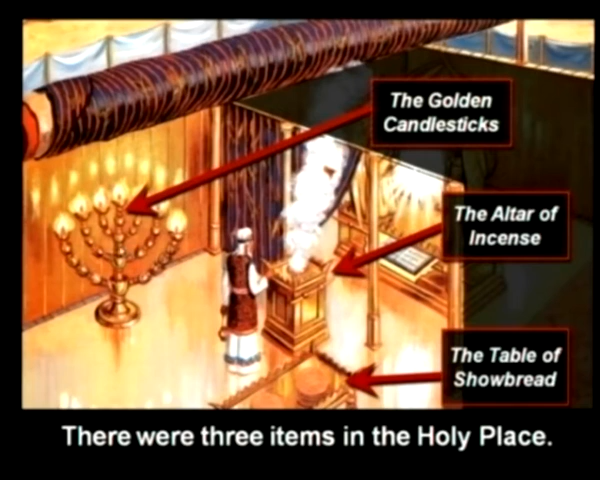 The Golden
Candlesticks
The Altar of
Incense
The Table of
Showbread
There were three items in the Holy Place.